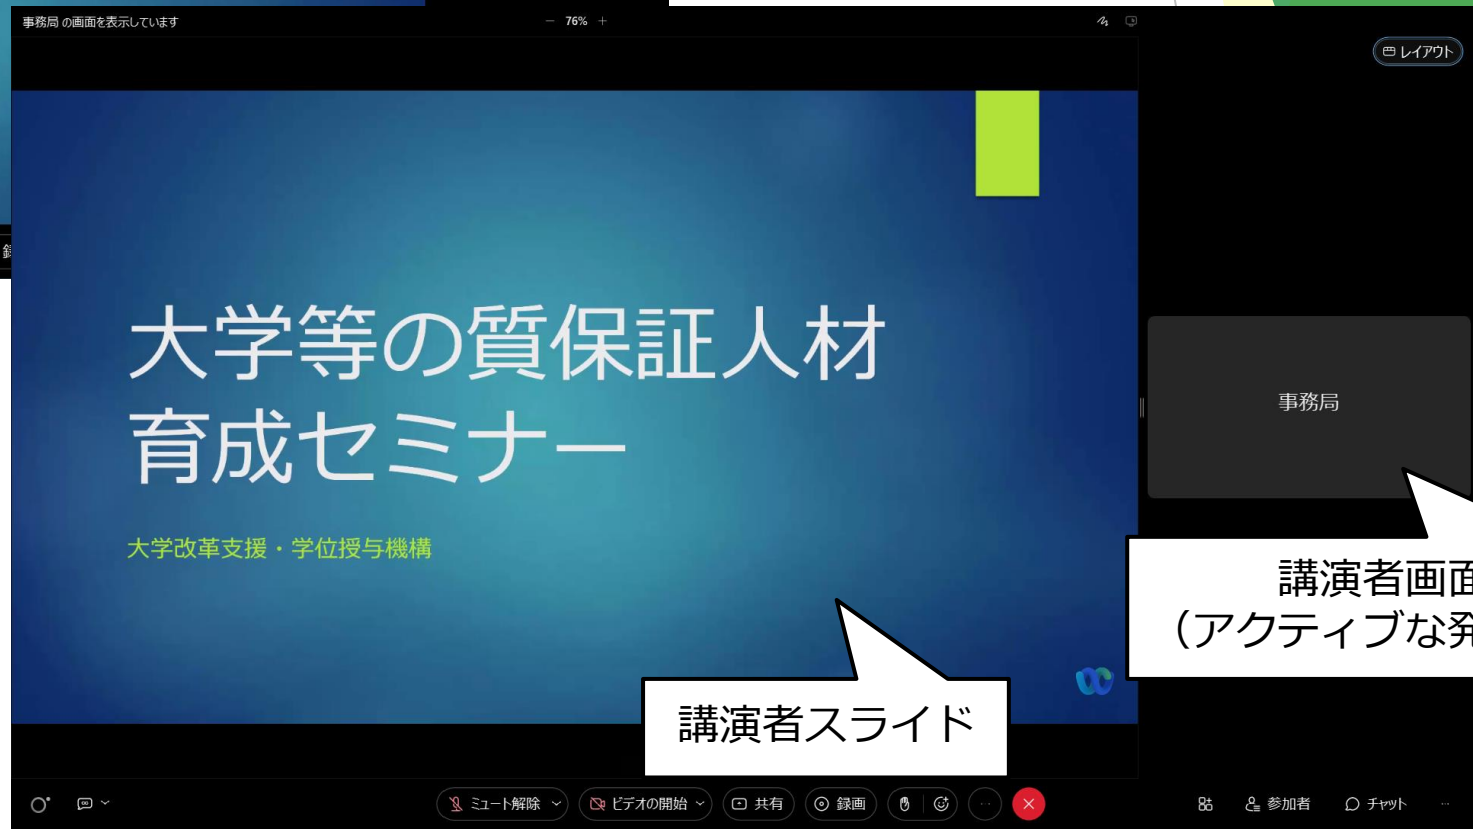 事務局 の画面を表示しています
76%
レイアウト
大学等の質保証人材
育成セミナー
大学改革支援・学位授与機構
事務局
講演者画面
（アクティブな発
講演者スライド
ミュート解除
ビデオの開始
共有
録画
参加者
チャット